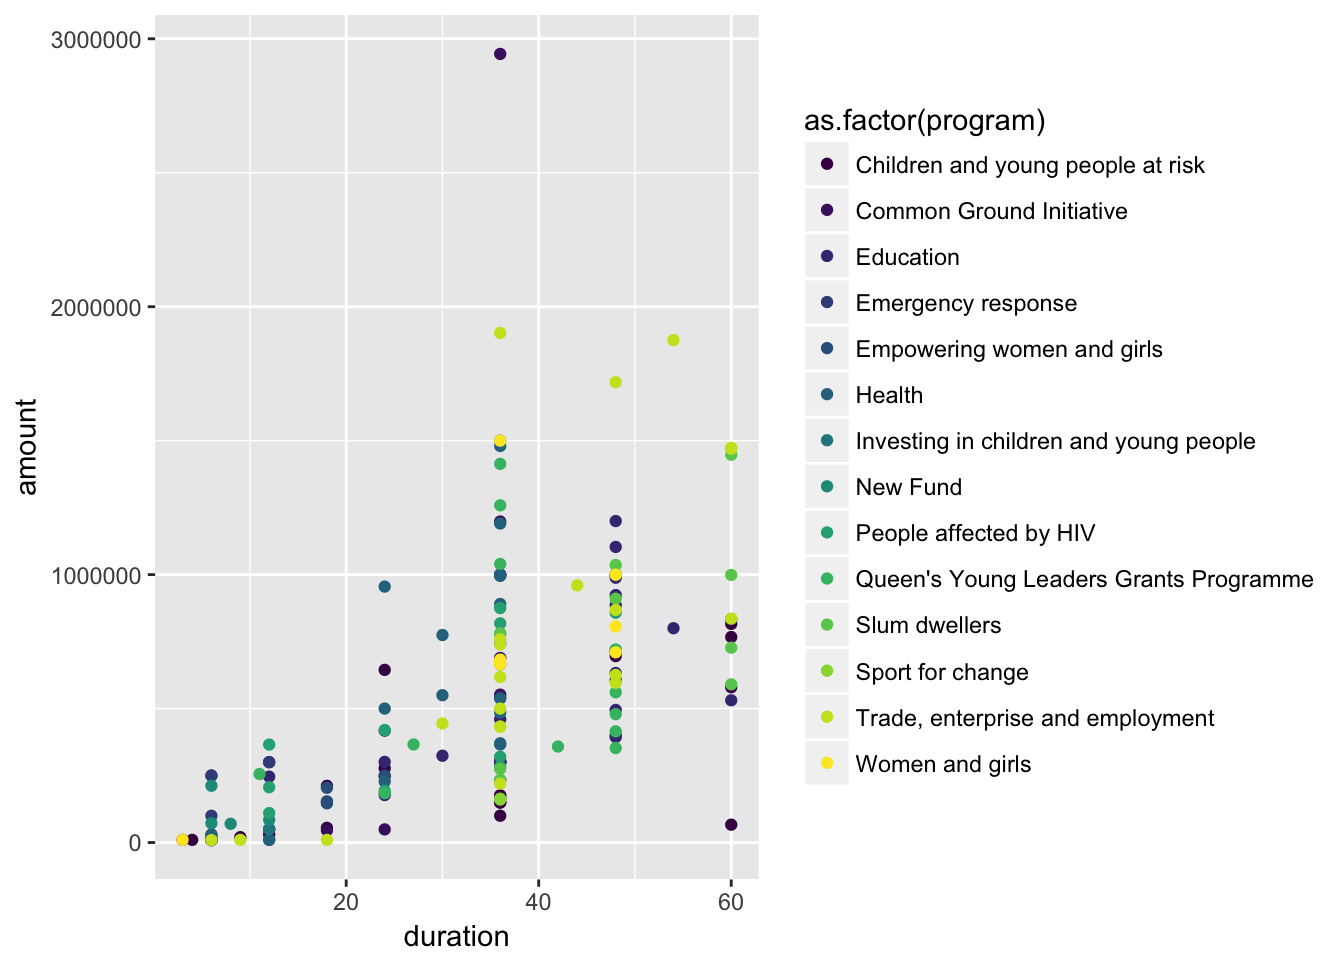 3000000
2000000
1000000
0
amount
20
40
60
duration
as.factor(program)
Children and young people at risk
Common Ground Initiative
Education
Emergency response
Empowering women and girls
Health
Investing in children and young people
New Fund
People affected by HIV
Queen's Young Leaders Grants Programme
Slum dwellers
Sport for change
Trade, enterprise and employment
Women and girls